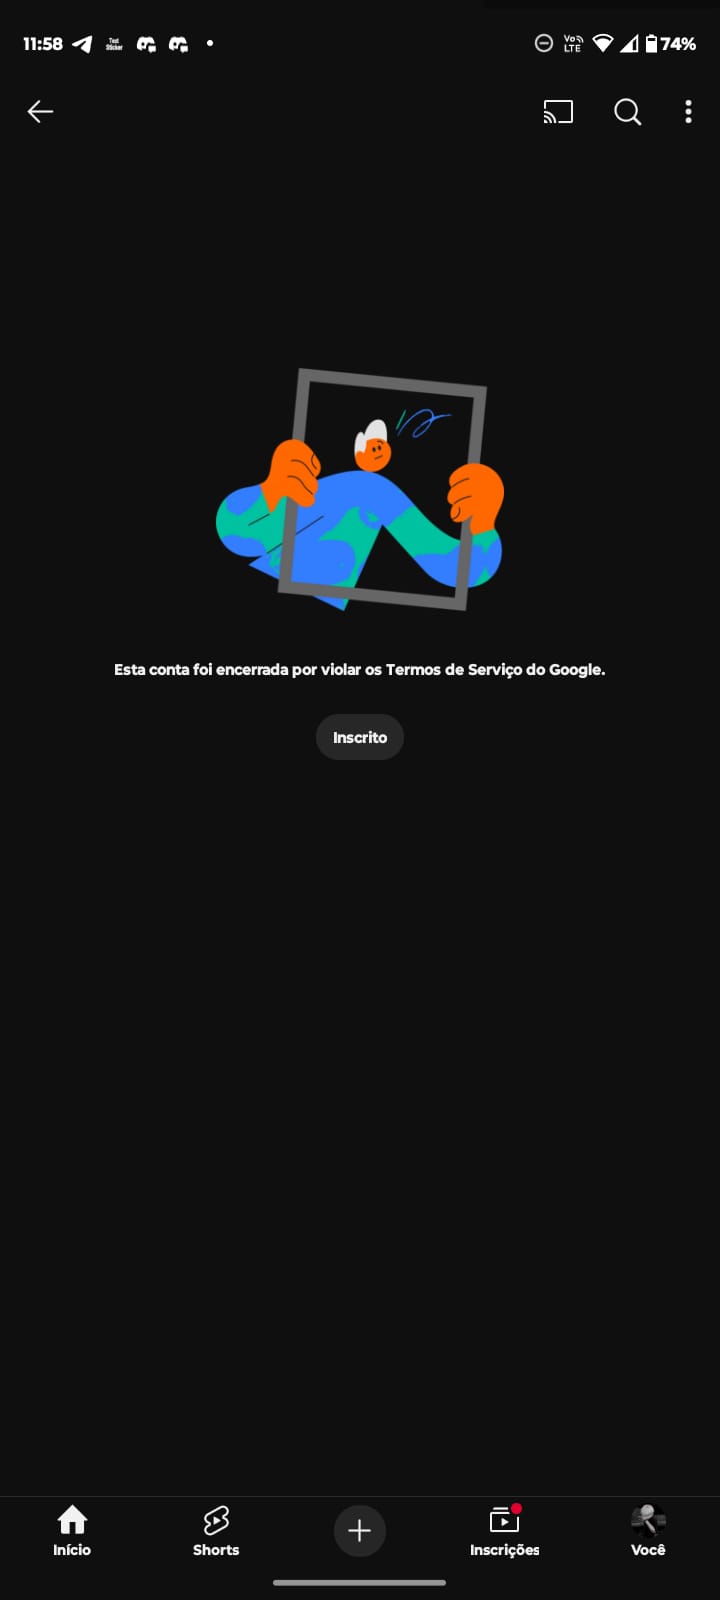 11:58 Text Sticker Vo LTE 74%
Esta conta foi encerrada por violar os Termos de Serviço do Google.
Inscrito
Início Shorts Inscrições Você